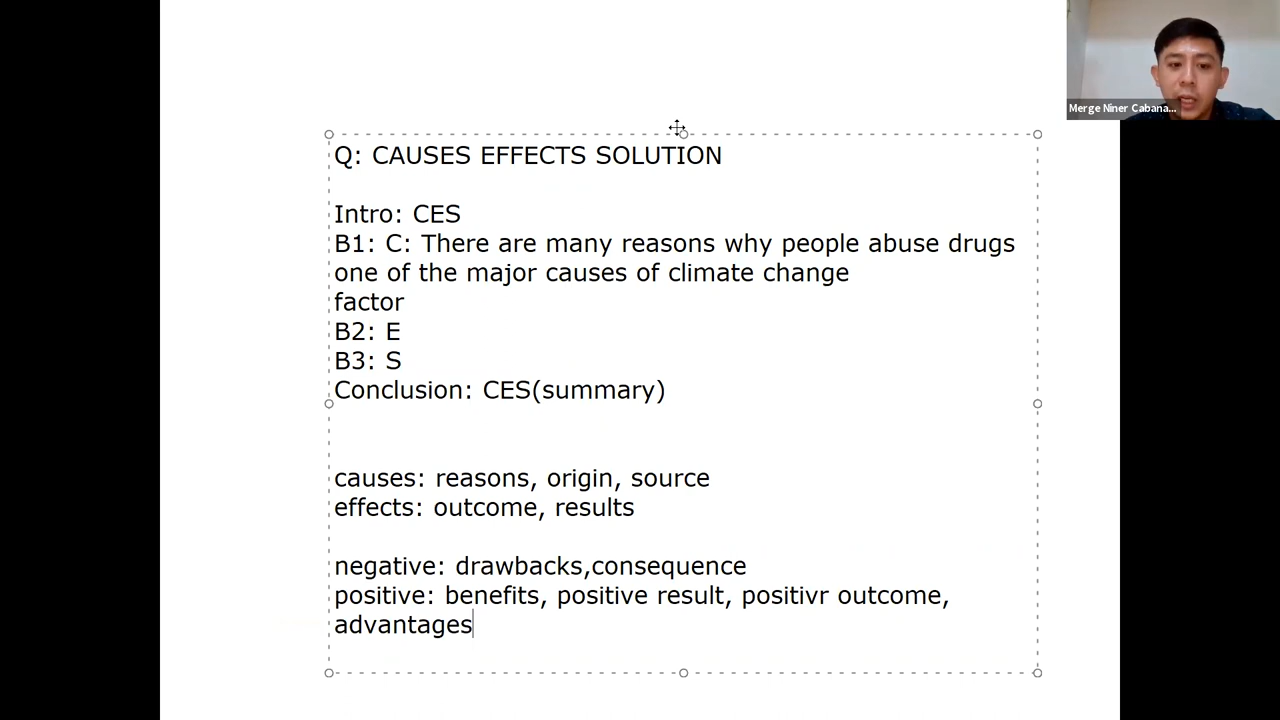 Merge Niner Cabana...
Q: CAUSES EFFECTS SOLUTION
Intro: CES
B1: C: There are many reasons why people abuse drugs
one of the major causes of climate change
factor
B2: E
B3: S
Conclusion: CES(summary)
causes: reasons, origin, source
effects: outcome, results
negative: drawbacks,consequence
positive: benefits, positive result, positivr outcome,
advantages